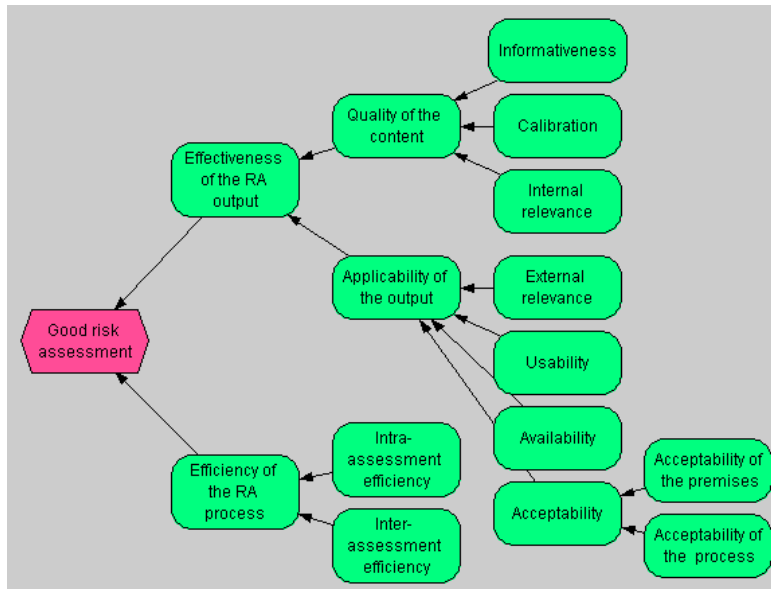 Informativeness
Quality of the
content
Calibration
Effectiveness
of the RA
output
Internal
relevance
Applicability of
the output
External
relevance
Good risk
assessment
Usability
Availability
Intra-
assessment
efficiency
Efficiency of
the RA
process
Acceptability
Acceptability of
the premises
Inter-
assessment
efficiency
Acceptability of
the process